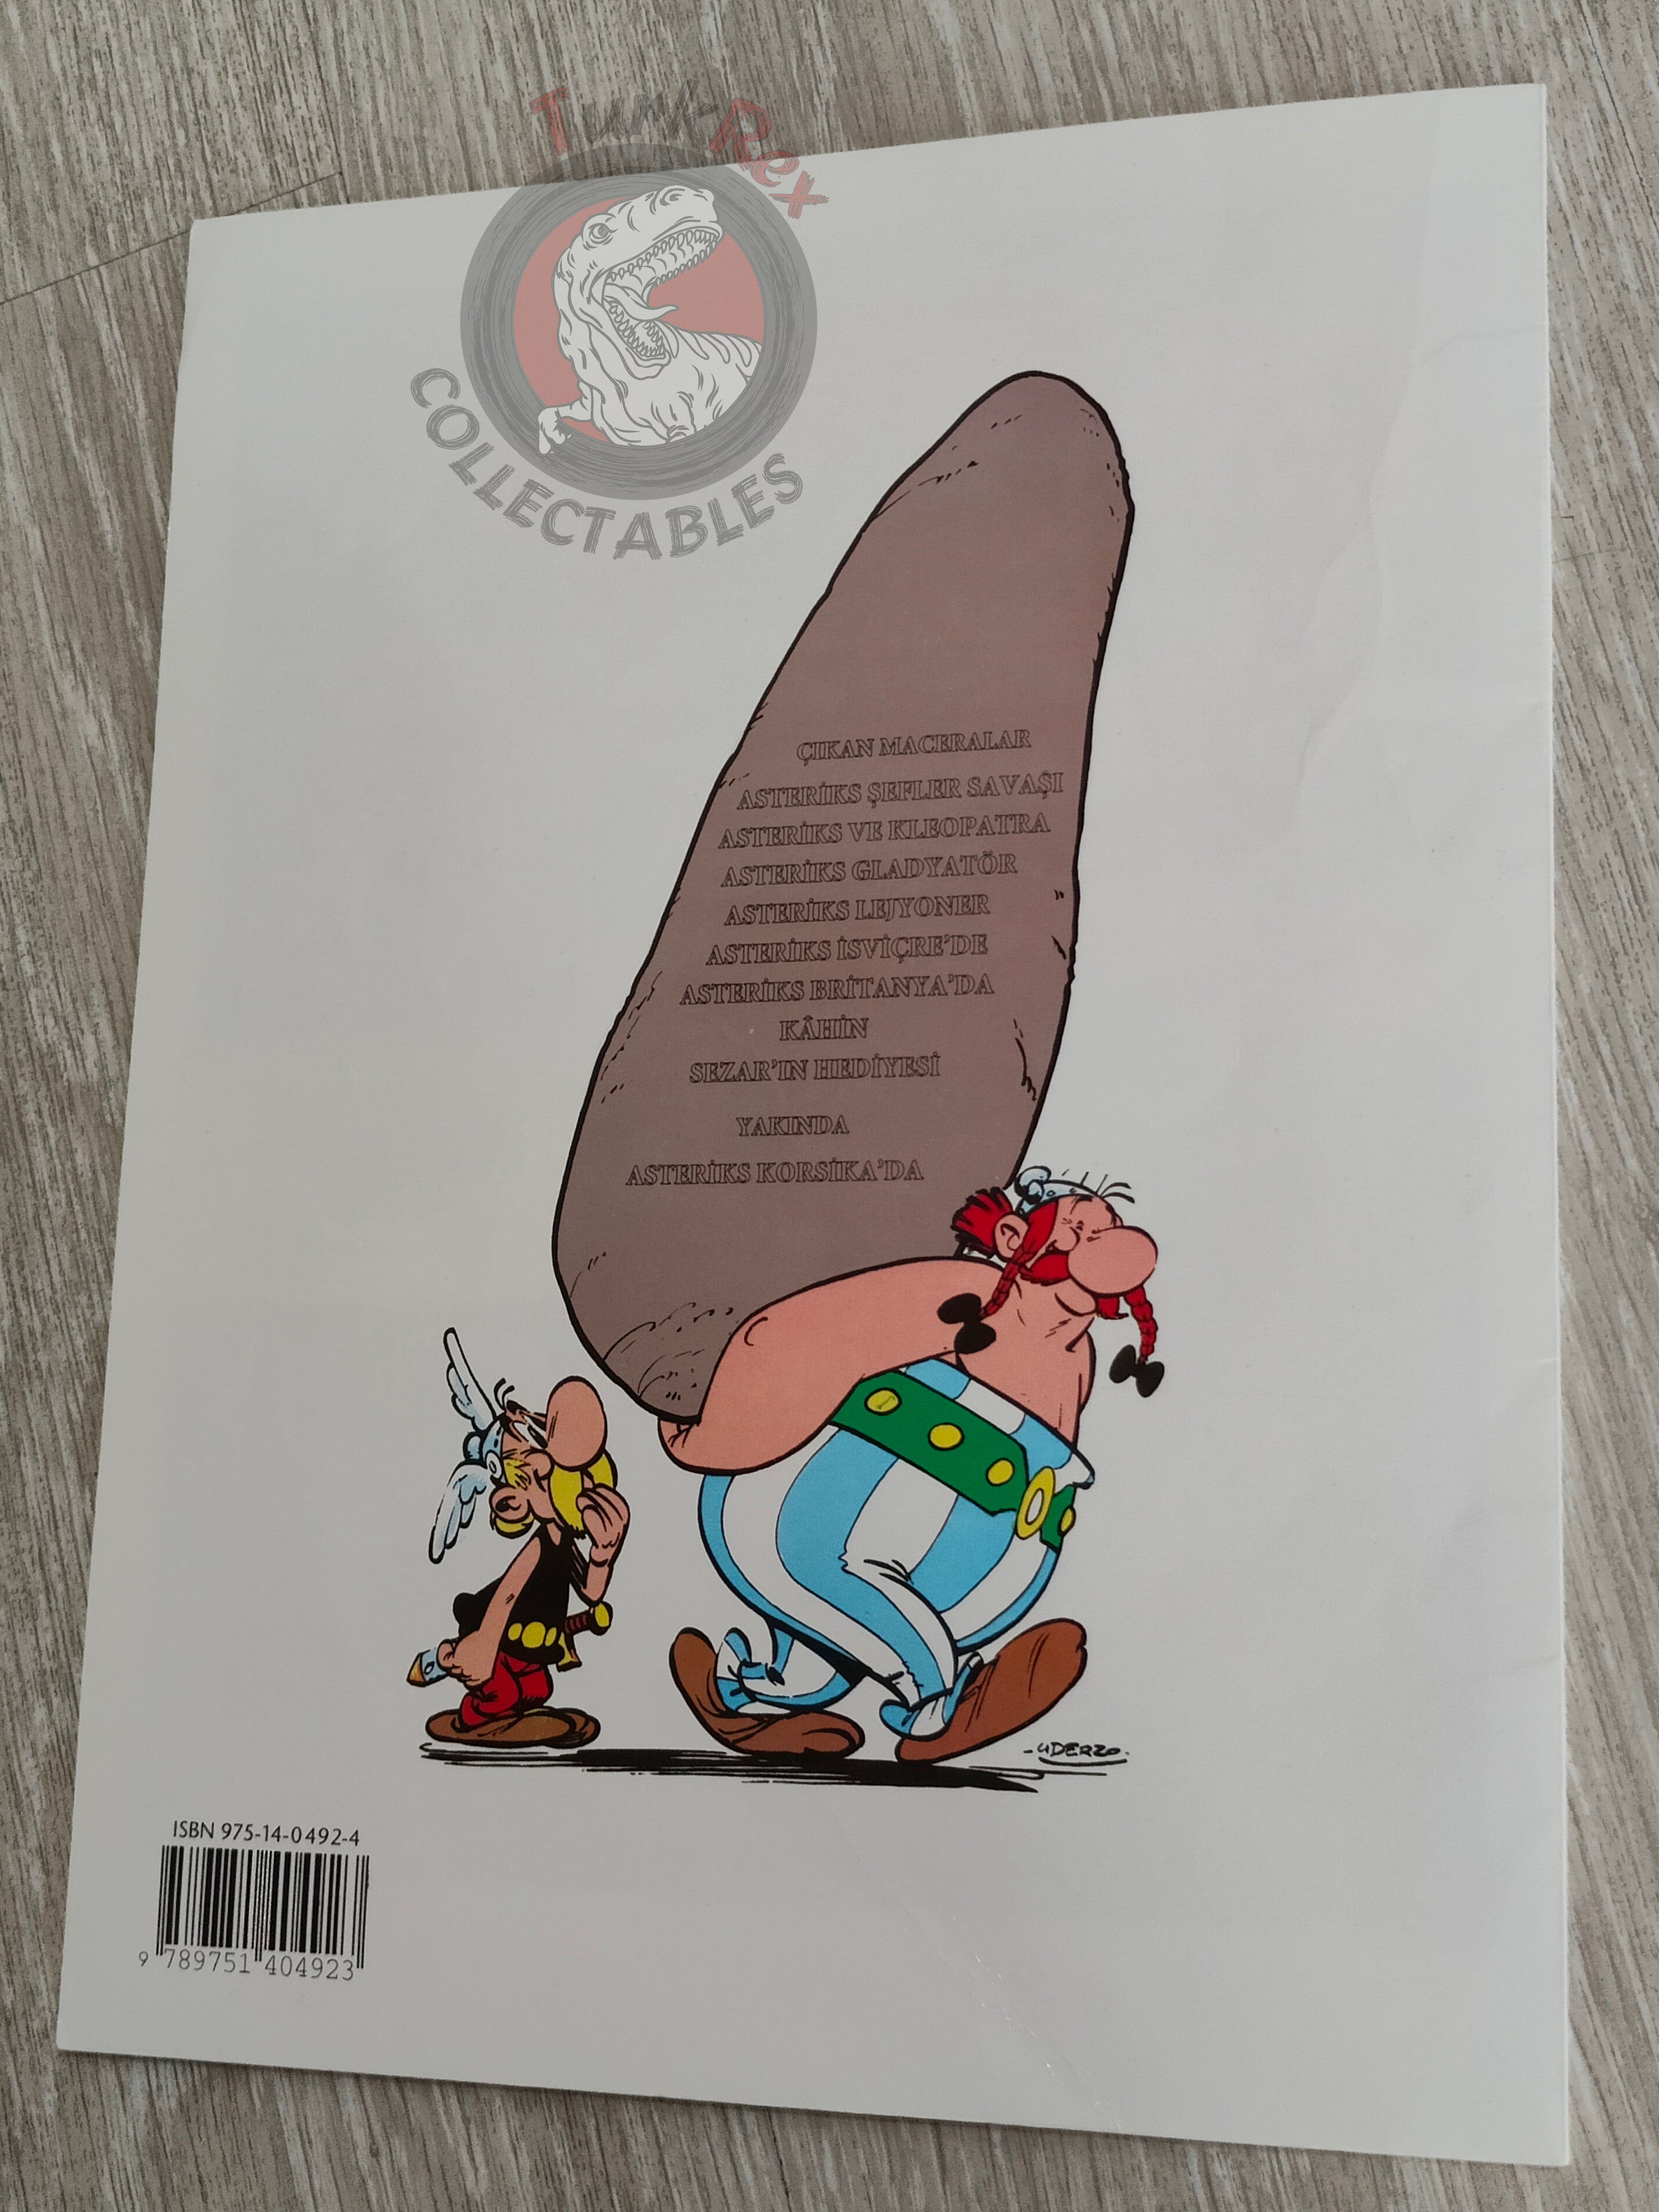 TurkRex
COLLECTABLES
ÇIKAN MACERALAR
ASTERİKS ŞEFLER SAVAŞI
ASTERİKS VE KLEOPATRA
ASTERİKS GLADYATÖR
ASTERİKS LEJYONER
ASTERİKS İSVİÇRE'DE
ASTERİKS BRİTANYA'DA
KÂHİN
SEZAR'IN HEDİYESİ
YAKINDA
ASTERİKS KORSİKA'DA
-UDERZO.
ISBN 975-14-0492-4
9 789751 404923